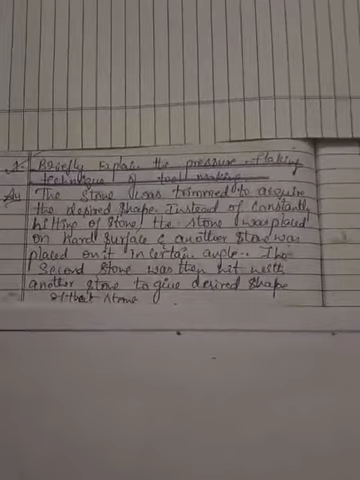 1. Briefly Explain the pressure flaking
technique of tool making.
Ans The stone was trimmed to acquire
the desired shape. Instead of constantly
hitting of stone, the stone was placed
on hard surface & another stone was
placed on it in certain angle. The
Second stone was then hit with
another stone to give desired shape
stone